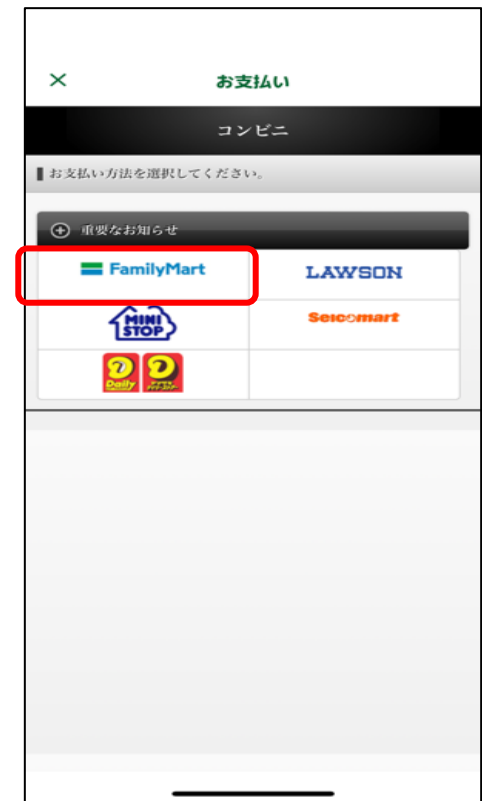 × お支払い
コンビニ
お支払い方法を選択してください。
重要なお知らせ
FamilyMart LAWSON
MINI STOP Seicomart
Daily